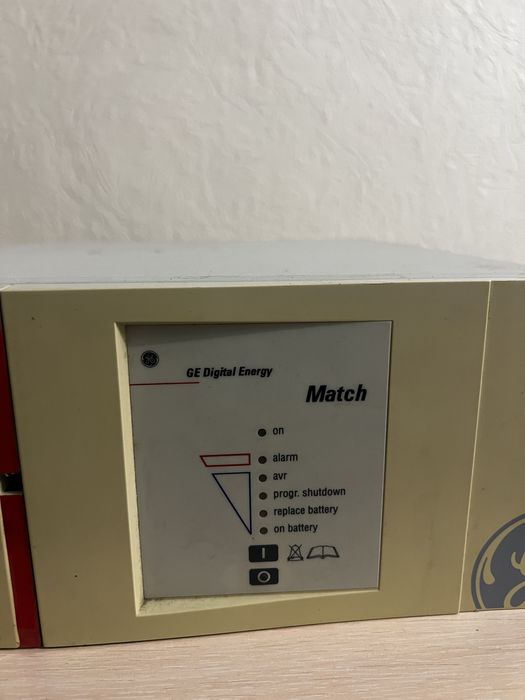 GE Digital Energy
Match
on
alarm
avr
progr. shutdown
replace battery
on battery
I
O